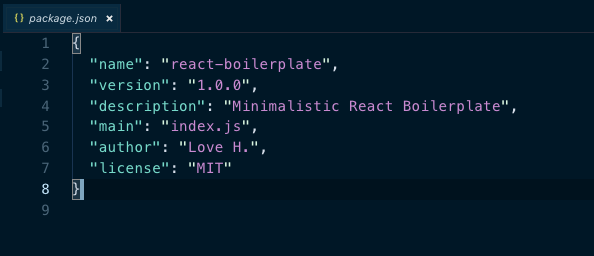 {} package.json ×
1 {
2 "name": "react-boilerplate",
3 "version": "1.0.0",
4 "description": "Minimalistic React Boilerplate",
5 "main": "index.js",
6 "author": "Love H.",
7 "license": "MIT"
8 }
9